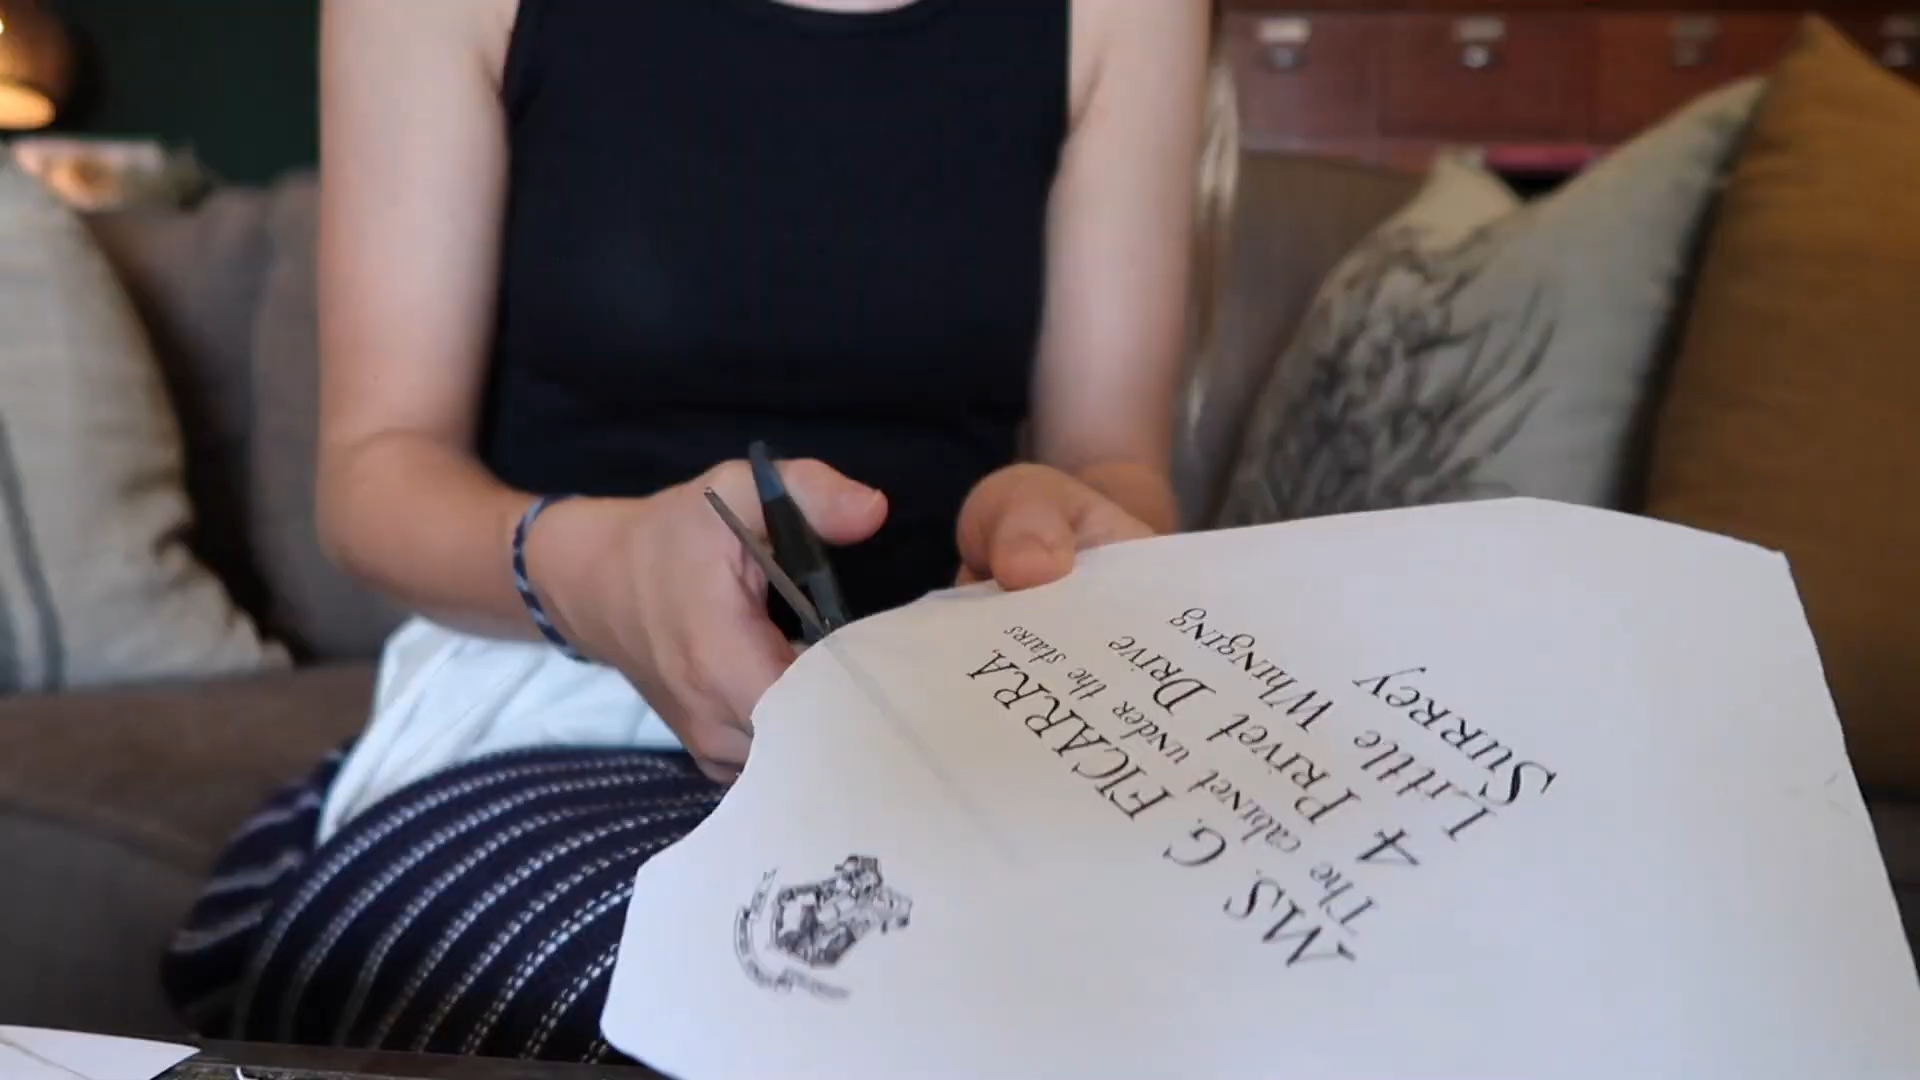 MS. G. FICARRA,
The cabinet under the stairs
4 Privet Drive
Little Whinging
Surrey